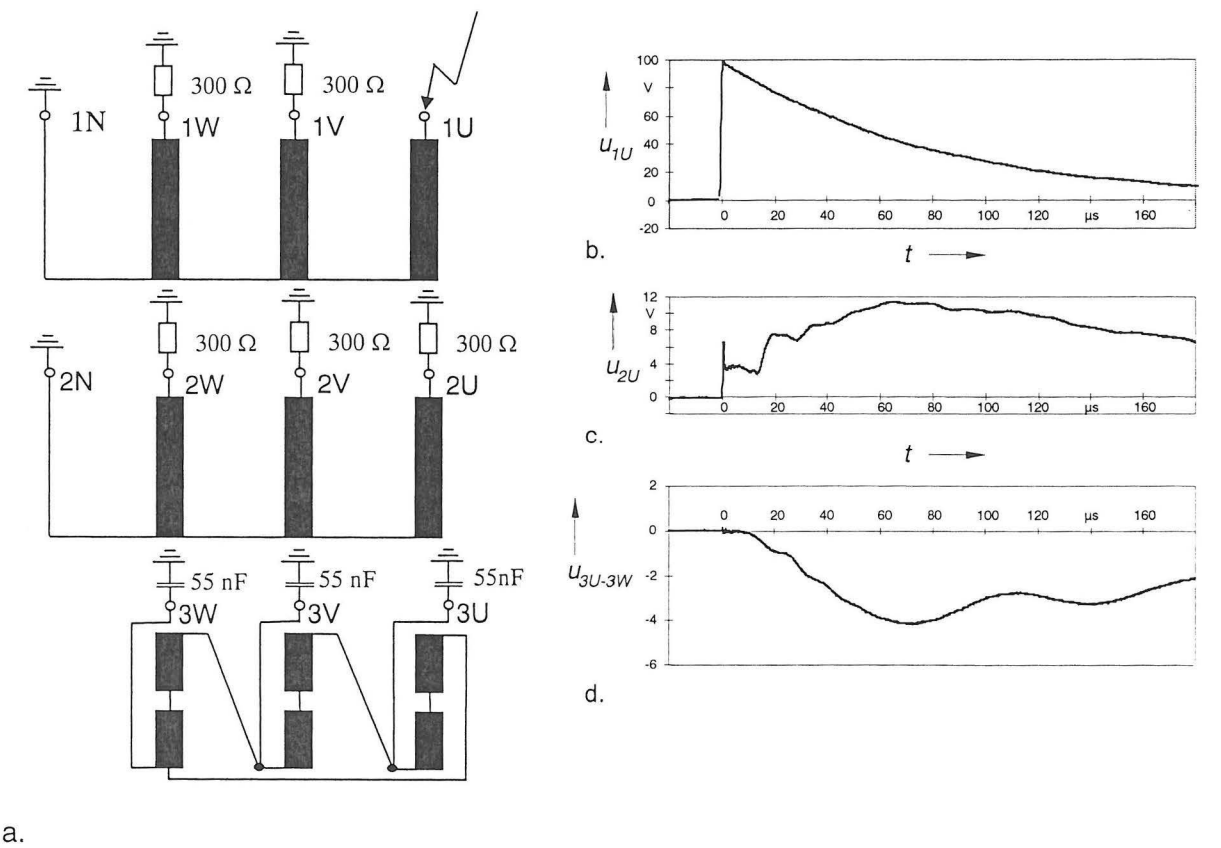 300 Ω 300 Ω
1N 1W 1V 1U
300 Ω 300 Ω 300 Ω
2N 2W 2V 2U
55 nF 55 nF 55nF
3W 3V 3U
a.
100
V
60
40
20
0
-20
u1U
0 20 40 60 80 100 120 µs 160
b.
t
12
V
8
4
0
u2U
0 20 40 60 80 100 120 µs 160
c.
t
2
0
-2
-4
-6
u3U-3W
0 20 40 60 80 100 120 µs 160
d.